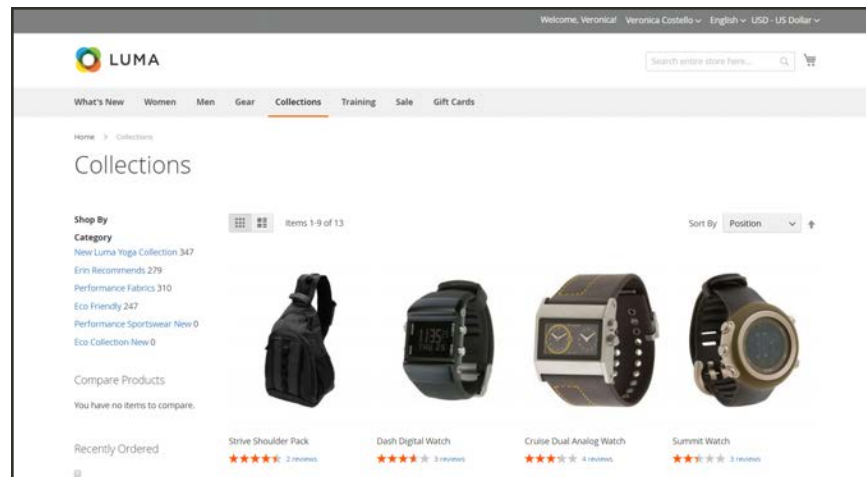 Welcome, Veronica! Veronica Costello English USD - US Dollar
LUMA
Search entire store here...
What's New Women Men Gear Collections Training Sale Gift Cards
Home > Collections
Collections
Shop By
Category
New Luma Yoga Collection 347
Erin Recommends 279
Performance Fabrics 310
Eco Friendly 247
Performance Sportswear New 0
Eco Collection New 0
Compare Products
You have no items to compare.
Recently Ordered
Items 1-9 of 13
Sort By Position
Strive Shoulder Pack
2 reviews
Dash Digital Watch
3 reviews
Cruise Dual Analog Watch
4 reviews
Summit Watch
3 reviews